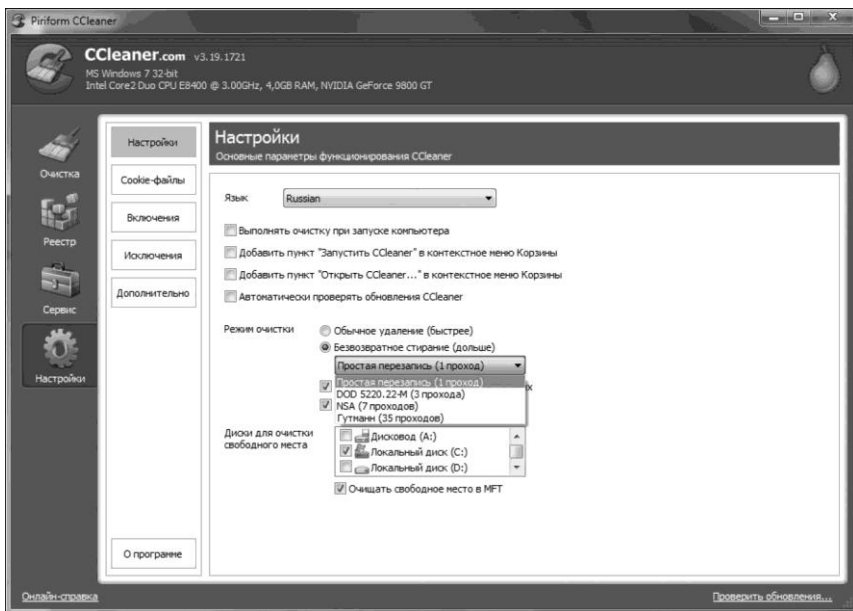 Piriform CCleaner
CCleaner.com v3.19.1721
MS Windows 7 32-bit
Intel Core2 Duo CPU E8400 @ 3.00GHz, 4,0GB RAM, NVIDIA GeForce 9800 GT
Очистка
Реестр
Сервис
Настройки
Настройки
Cookie-файлы
Включения
Исключения
Дополнительно
О программе
Настройки
Основные параметры функционирования CCleaner
Язык Russian
Выполнять очистку при запуске компьютера
Добавить пункт "Запустить CCleaner" в контекстное меню Корзины
Добавить пункт "Открыть CCleaner..." в контекстное меню Корзины
Автоматически проверять обновления CCleaner
Режим очистки Обычное удаление (быстрее)
Безвозвратное стирание (дольше)
Простая перезапись (1 проход)
Простая перезапись (1 проход)
DOD 5220.22-M (3 прохода)
NSA (7 проходов)
Гутманн (35 проходов)
Диски для очистки свободного места
Дисковод (A:)
Локальный диск (C:)
Локальный диск (D:)
Очищать свободное место в MFT
Онлайн-справка
Проверить обновления...